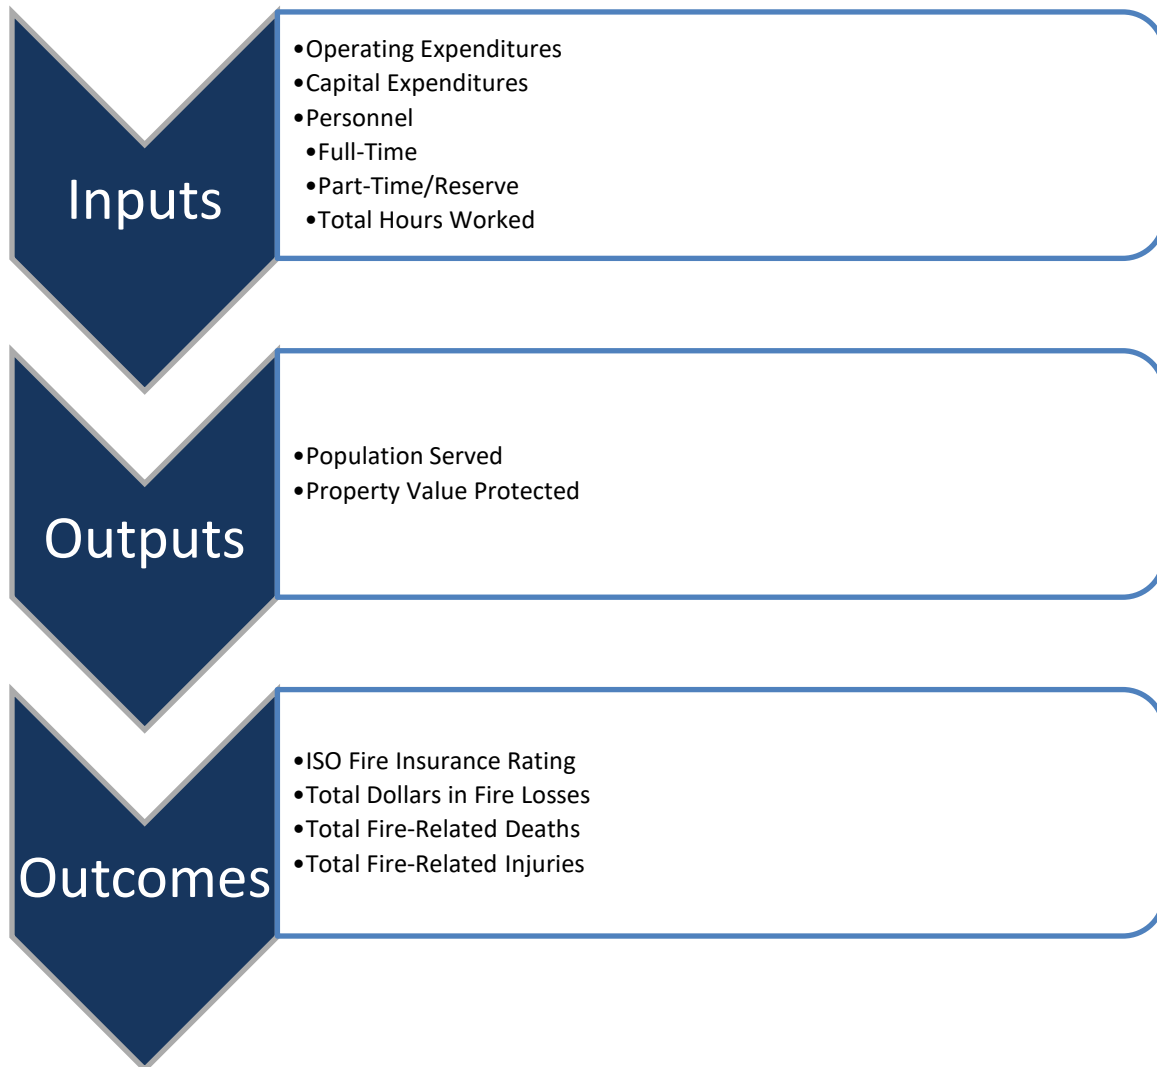 Inputs
•Operating Expenditures
•Capital Expenditures
•Personnel
•Full-Time
•Part-Time/Reserve
•Total Hours Worked
Outputs
•Population Served
•Property Value Protected
Outcomes
•ISO Fire Insurance Rating
•Total Dollars in Fire Losses
•Total Fire-Related Deaths
•Total Fire-Related Injuries